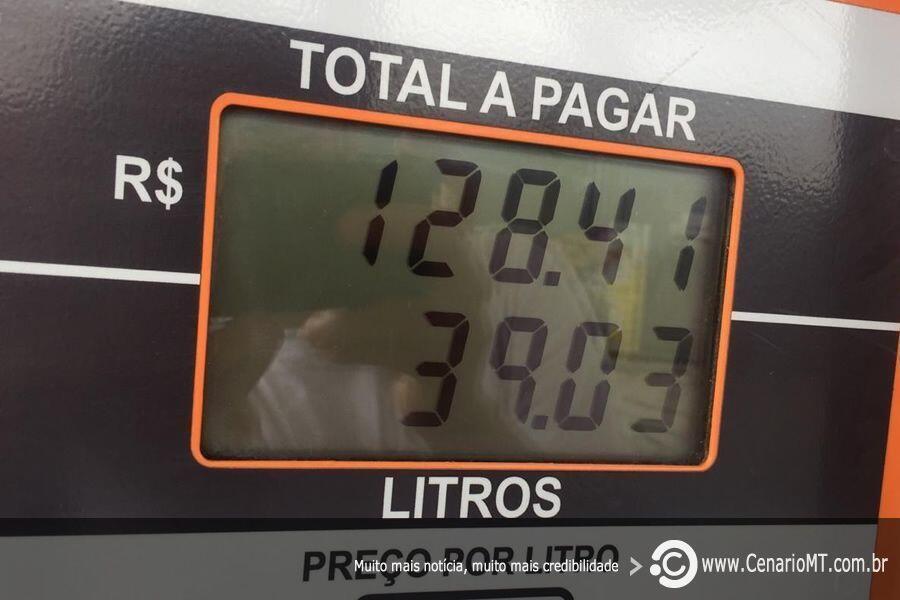 TOTAL A PAGAR
R$ 128.41
39.03
LITROS
PREÇO POR LITRO
Muito mais notícia, muito mais credibilidade > www.CenarioMT.com.br